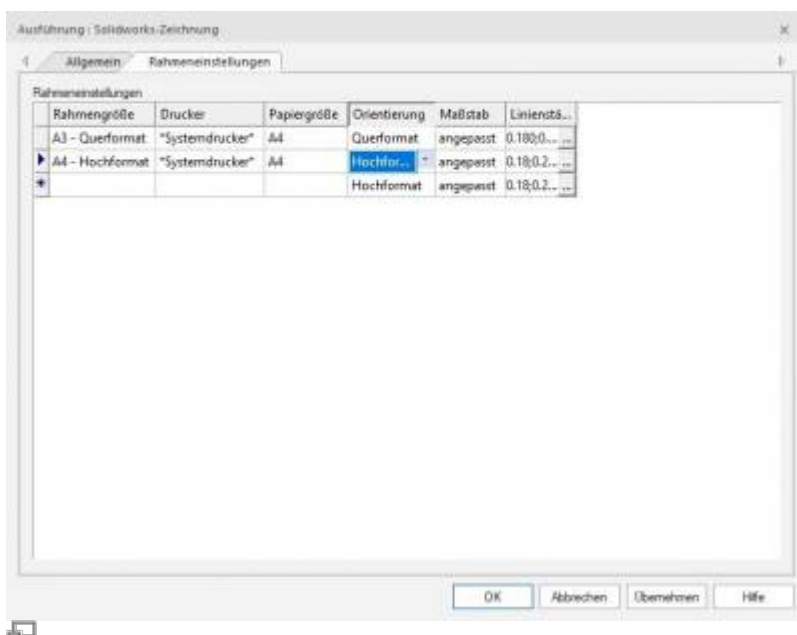 Ausführung : Solidworks-Zeichnung
Allgemein Rahmeneinstellungen
Rahmeneinstellungen
Rahmengröße Drucker Papiergröße Orientierung Maßstab Linienstä...
A3 - Querformat *Systemdrucker* A4 Querformat angepasst 0.180;0.... ...
A4 - Hochformat *Systemdrucker* A4 Hochfor... angepasst 0.18;0.2... ...
Hochformat angepasst 0.18;0.2... ...
OK Abbrechen Übernehmen Hilfe